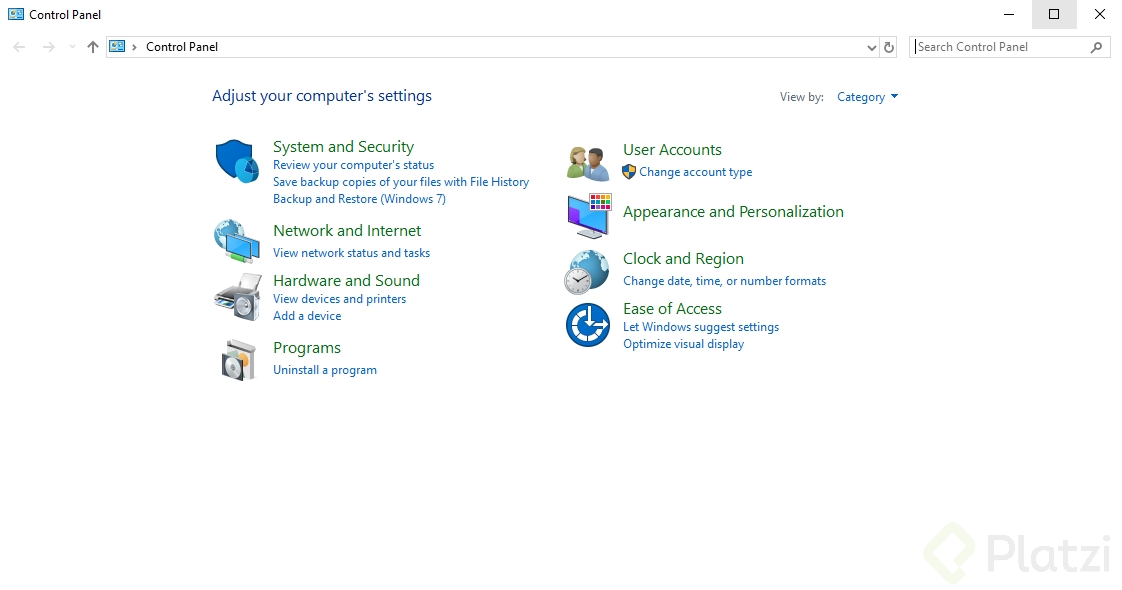 Control Panel
Control Panel
Search Control Panel
Adjust your computer's settings
View by: Category
System and Security
Review your computer's status
Save backup copies of your files with File History
Backup and Restore (Windows 7)
Network and Internet
View network status and tasks
Hardware and Sound
View devices and printers
Add a device
Programs
Uninstall a program
User Accounts
Change account type
Appearance and Personalization
Clock and Region
Change date, time, or number formats
Ease of Access
Let Windows suggest settings
Optimize visual display
Platzi